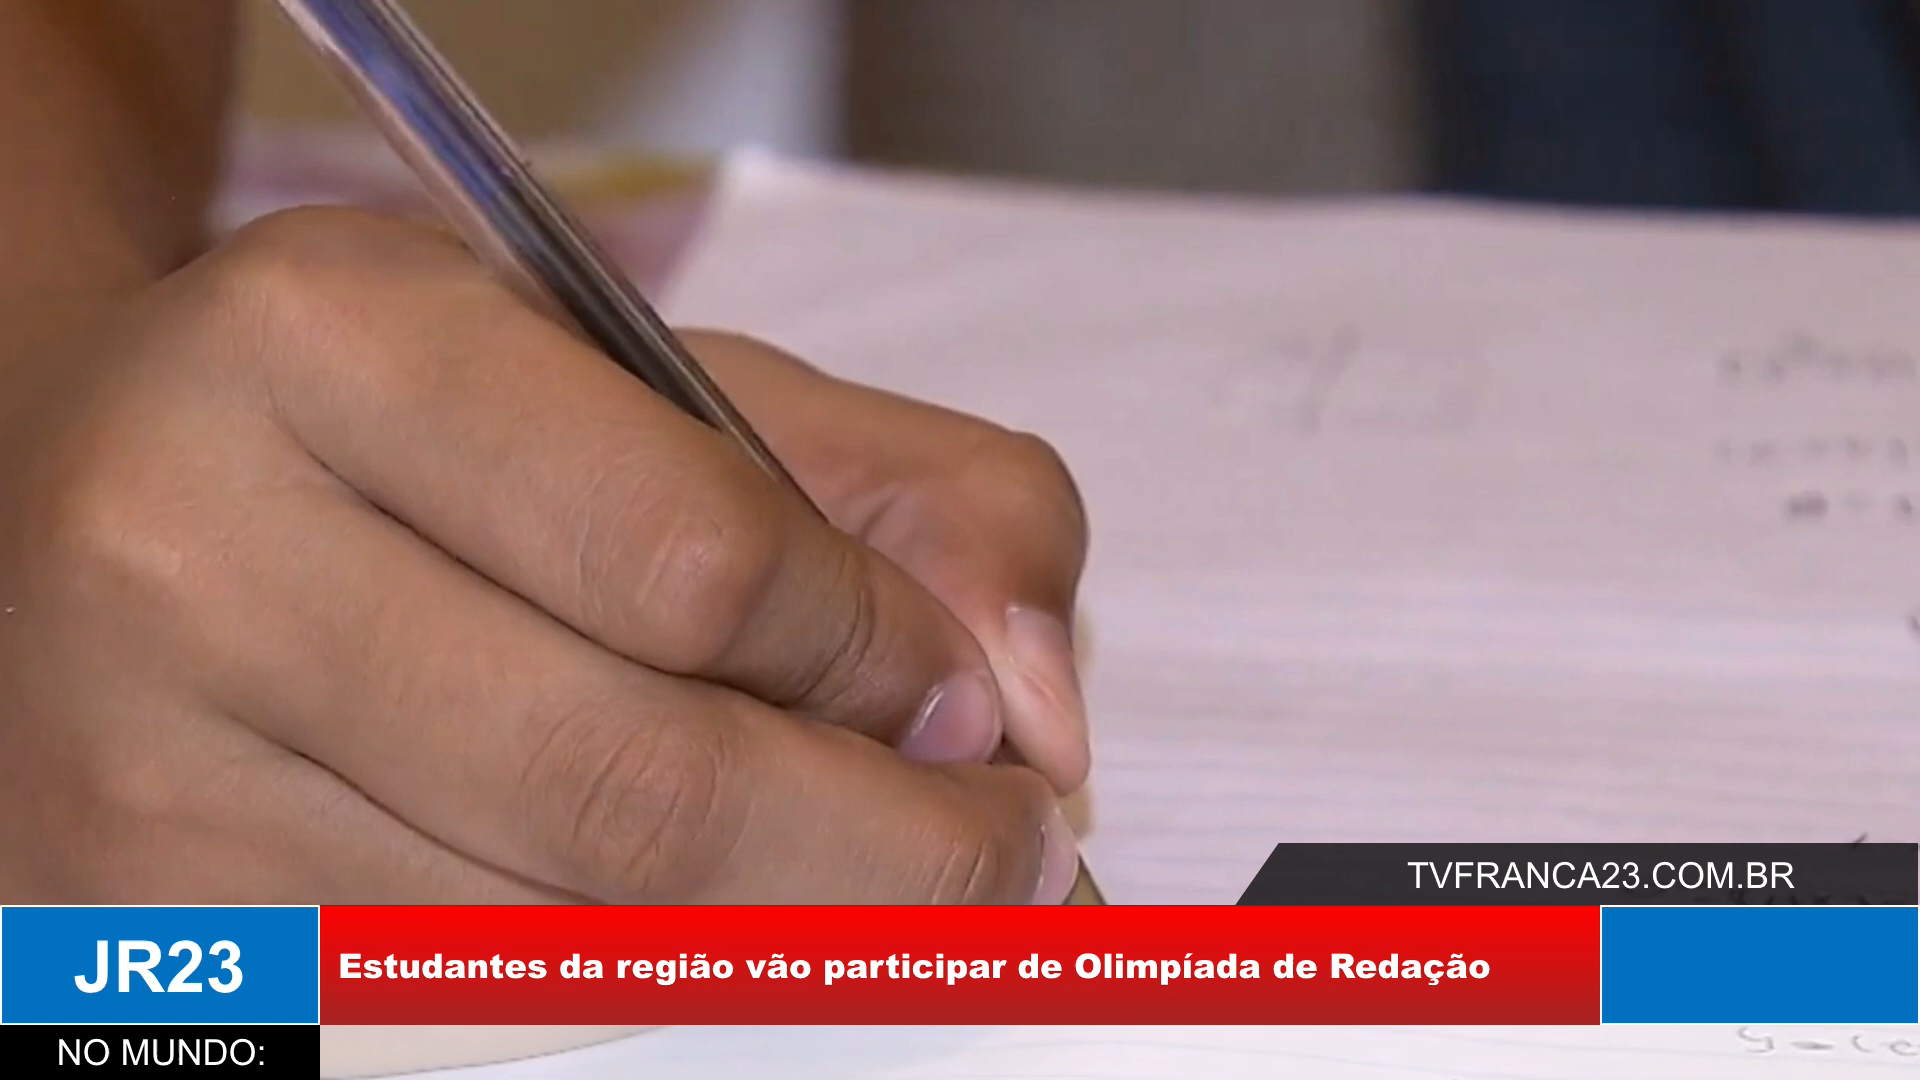 TVFRANCA23.COM.BR
JR23
Estudantes da região vão participar de Olimpíada de Redação
NO MUNDO: